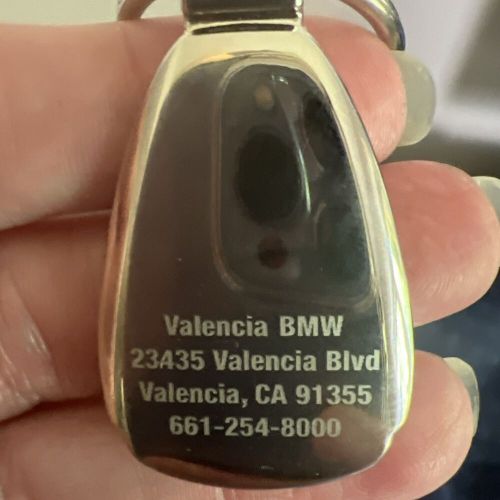 Valencia BMW
23435 Valencia Blvd
Valencia, CA 91355
661-254-8000